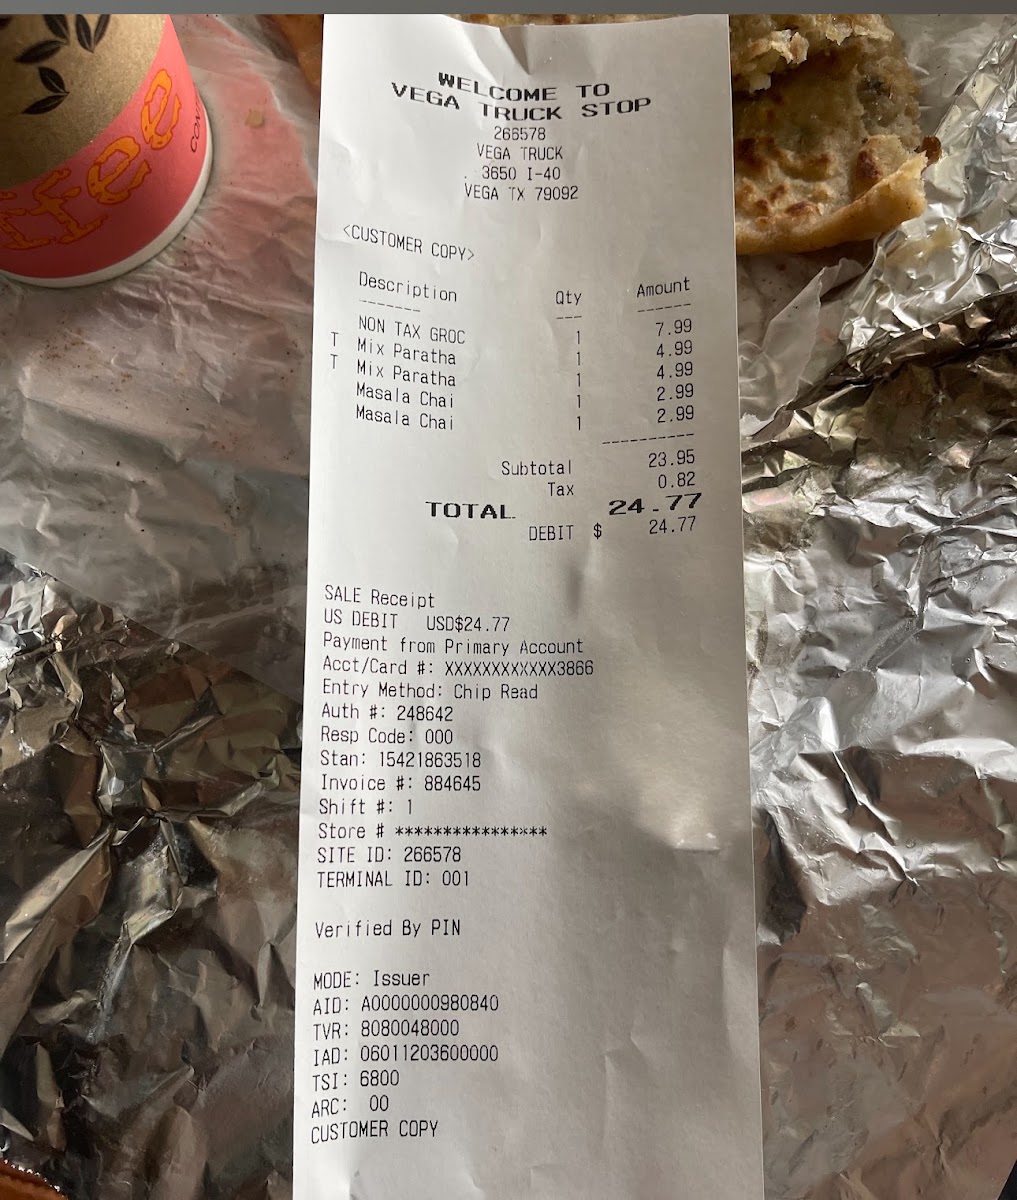 ffee
CON
WELCOME TO
VEGA TRUCK STOP
266578
VEGA TRUCK
3650 I-40
VEGA TX 79092
<CUSTOMER COPY>
Description Qty Amount
------- --- ------
NON TAX GROC 1 7.99
T Mix Paratha 1 4.99
T Mix Paratha 1 4.99
Masala Chai 1 2.99
Masala Chai 1 2.99
----------
Subtotal 23.95
Tax 0.82
TOTAL 24.77
DEBIT $ 24.77
SALE Receipt
US DEBIT USD$24.77
Payment from Primary Account
Acct/Card #: XXXXXXXXXXXX3866
Entry Method: Chip Read
Auth #: 248642
Resp Code: 000
Stan: 15421863518
Invoice #: 884645
Shift #: 1
Store # ****************
SITE ID: 266578
TERMINAL ID: 001
Verified By PIN
MODE: Issuer
AID: A0000000980840
TVR: 8080048000
IAD: 06011203600000
TSI: 6800
ARC: 00
CUSTOMER COPY